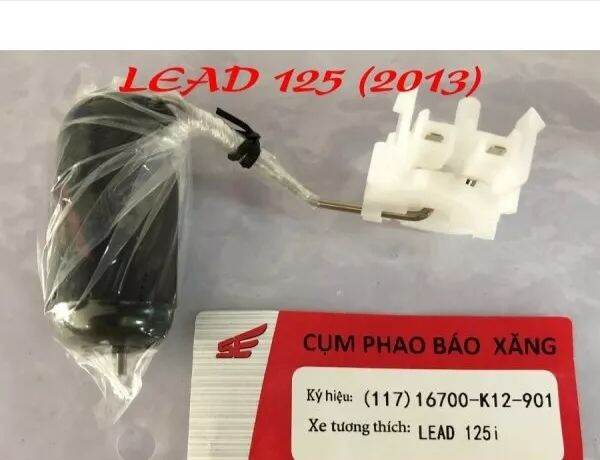 LEAD 125 (2013)
CỤM PHAO BÁO XĂNG
Ký hiệu: (117) 16700-K12-901
Xe tương thích: LEAD 125i